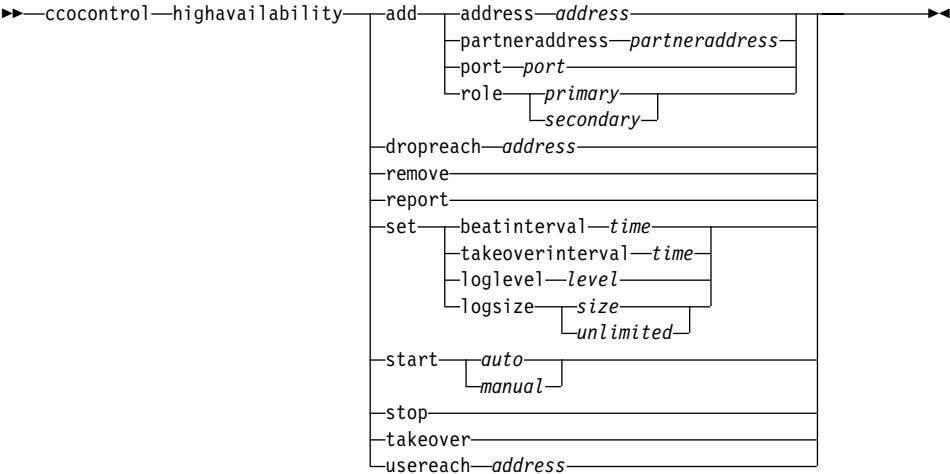 ccocontrol highavailability add address address
partneraddress partneraddress
port port
role primary
secondary
dropreach address
remove
report
set beatinterval time
takeoverinterval time
loglevel level
logsize size
unlimited
start auto
manual
stop
takeover
usereach address